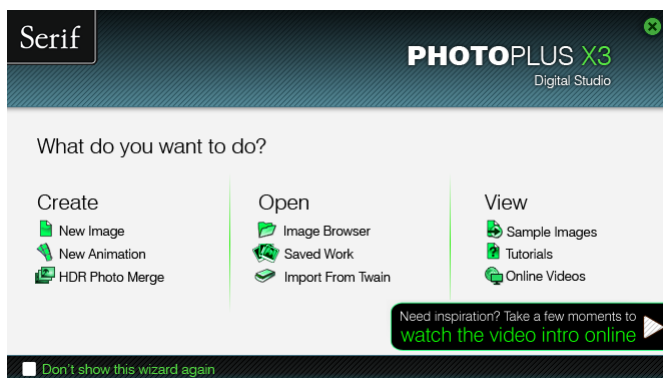 Serif
PHOTOPLUS X3
Digital Studio
What do you want to do?
Create
New Image
New Animation
HDR Photo Merge
Open
Image Browser
Saved Work
Import From Twain
View
Sample Images
Tutorials
Online Videos
Need inspiration? Take a few moments to
watch the video intro online
Don't show this wizard again